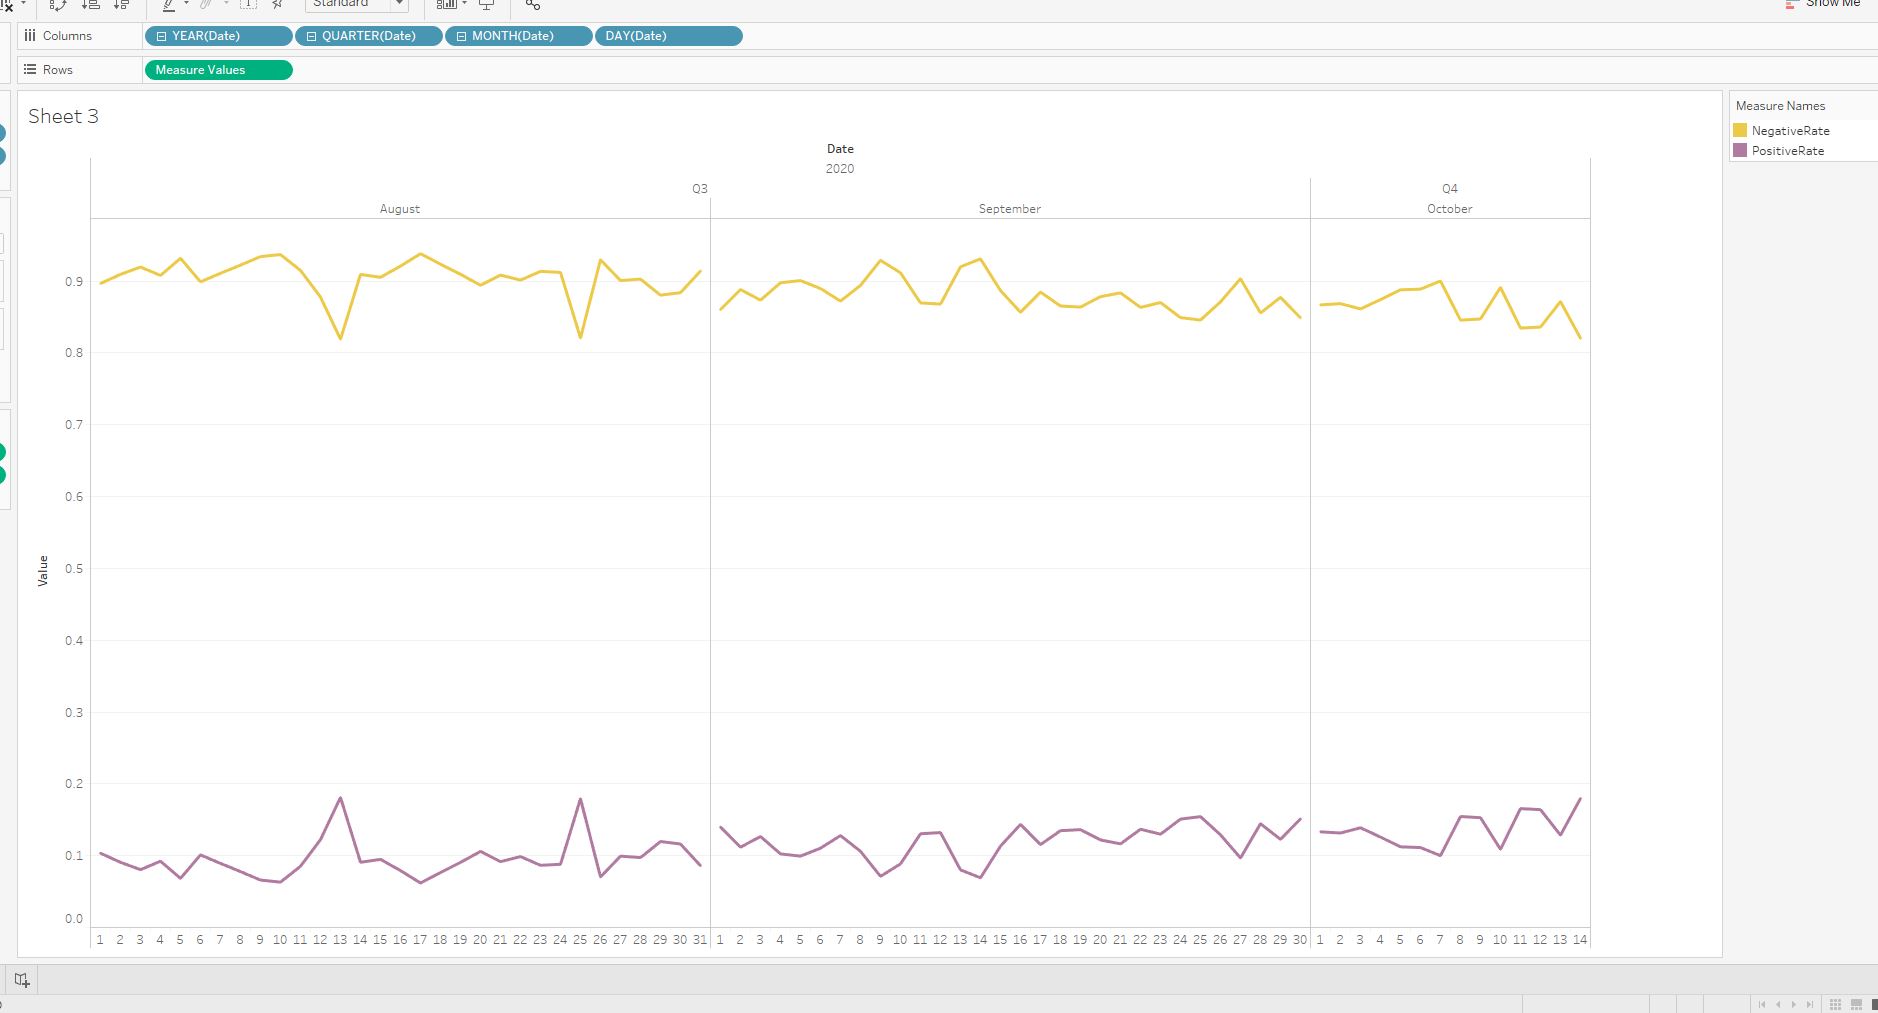 Standard
Show Me
Columns YEAR(Date) QUARTER(Date) MONTH(Date) DAY(Date)
Rows Measure Values
Sheet 3
Measure Names
NegativeRate
PositiveRate
Date
2020
Q3 Q4
August September October
0.9
0.8
0.7
0.6
0.5
0.4
0.3
0.2
0.1
0.0
Value
1 2 3 4 5 6 7 8 9 10 11 12 13 14 15 16 17 18 19 20 21 22 23 24 25 26 27 28 29 30 31 1 2 3 4 5 6 7 8 9 10 11 12 13 14 15 16 17 18 19 20 21 22 23 24 25 26 27 28 29 30 1 2 3 4 5 6 7 8 9 10 11 12 13 14